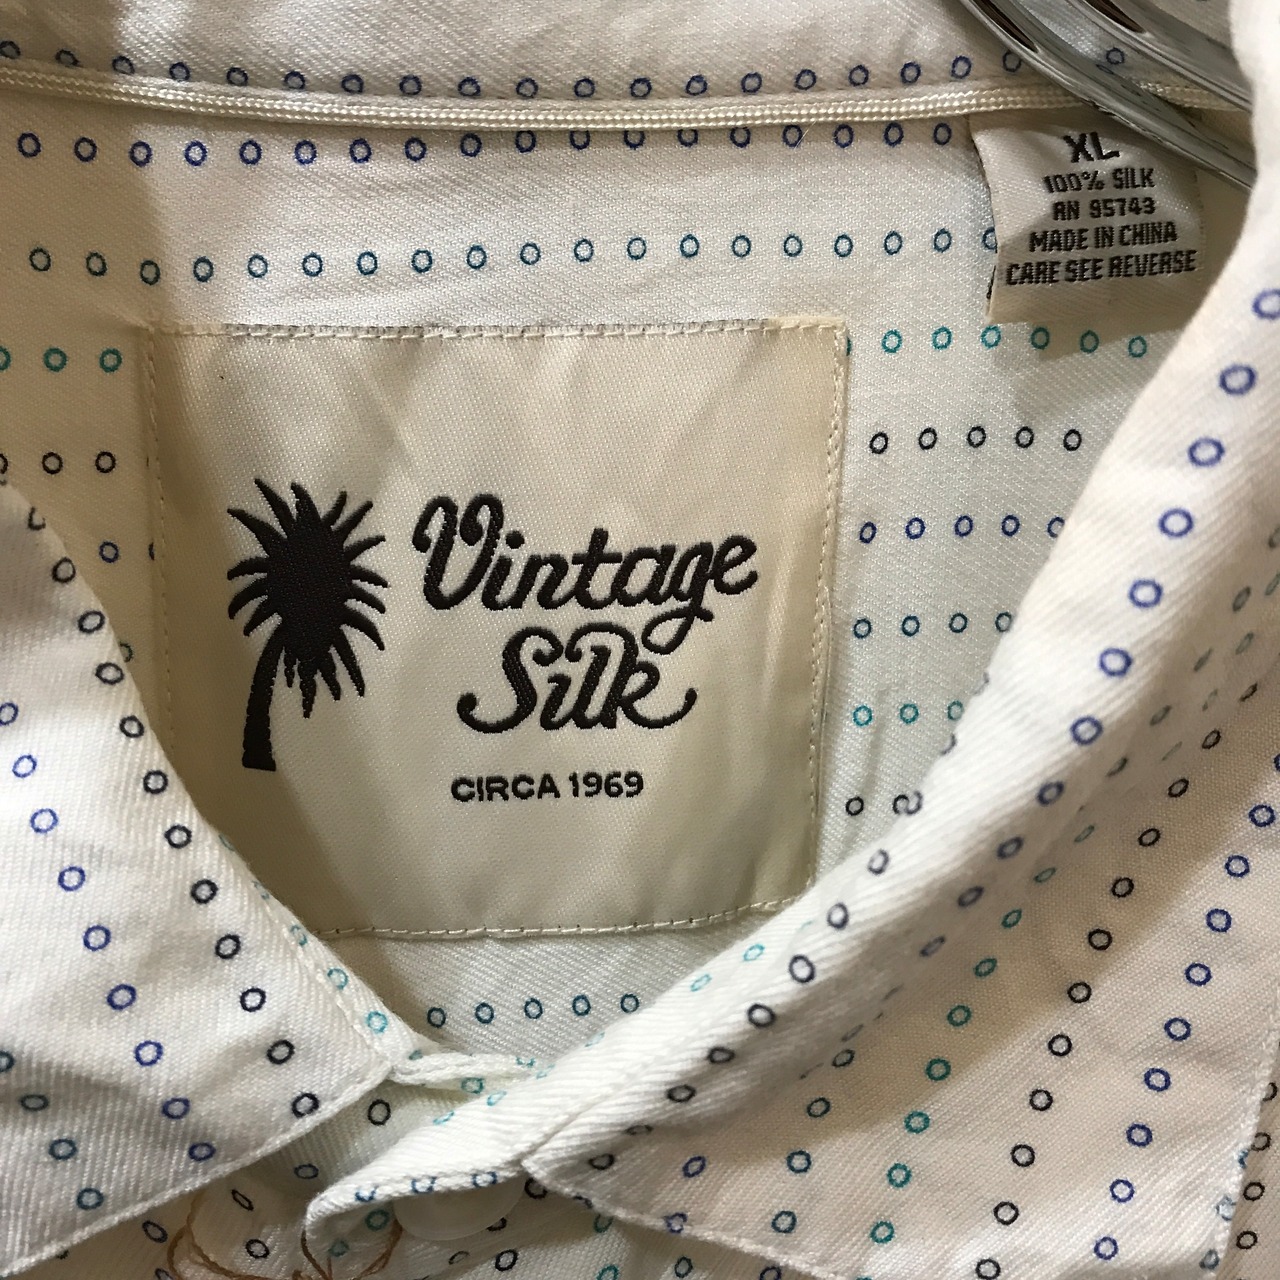 XL
100% SILK
RN 95743
MADE IN CHINA
CARE SEE REVERSE
Vintage
Silk
CIRCA 1969